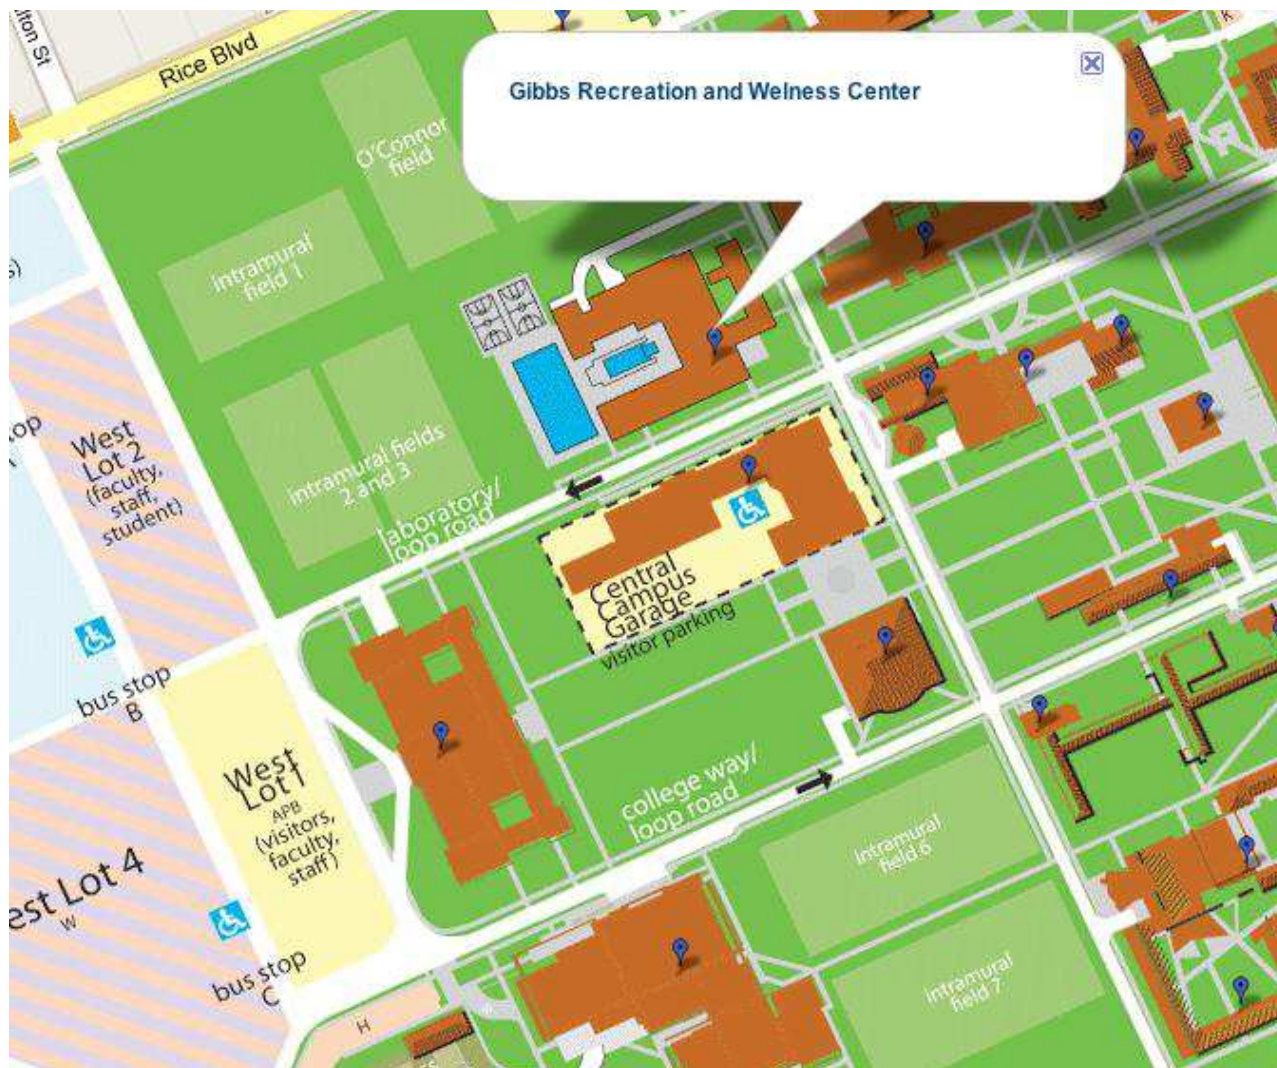 Rice Blvd
Gibbs Recreation and Welness Center
O'Connor
field
intramural
field 1
West
Lot 2
(faculty,
staff,
student)
intramural fields
2 and 3
laboratory/
loop road
Central
Campus
Garage
visitor parking
bus stop
B
West
Lot 1
APB
(visitors,
faculty,
staff)
college way/
loop road
Intramural
field 6
est Lot 4
W
bus stop
C
intramural
field 7
H